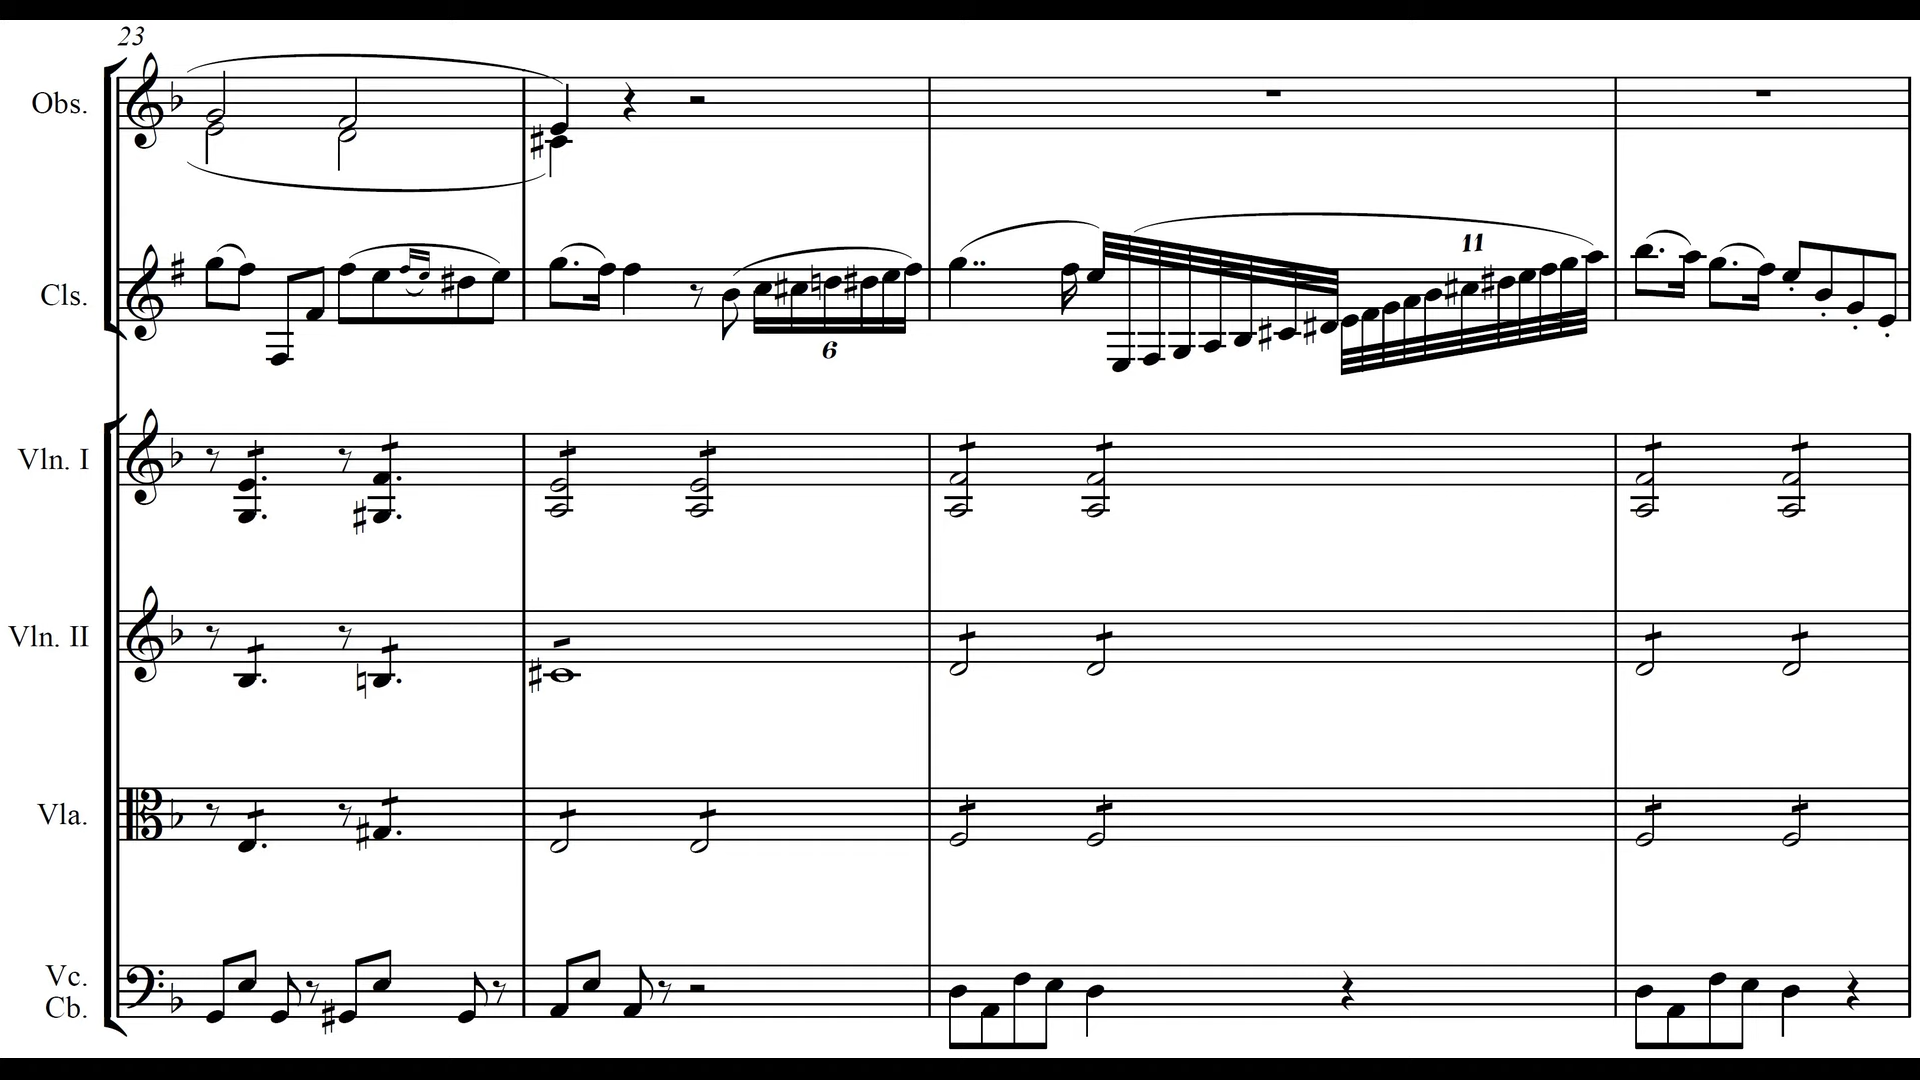 23
Obs.
Cls.
11
6
Vln. I
Vln. II
Vla.
Vc.
Cb.